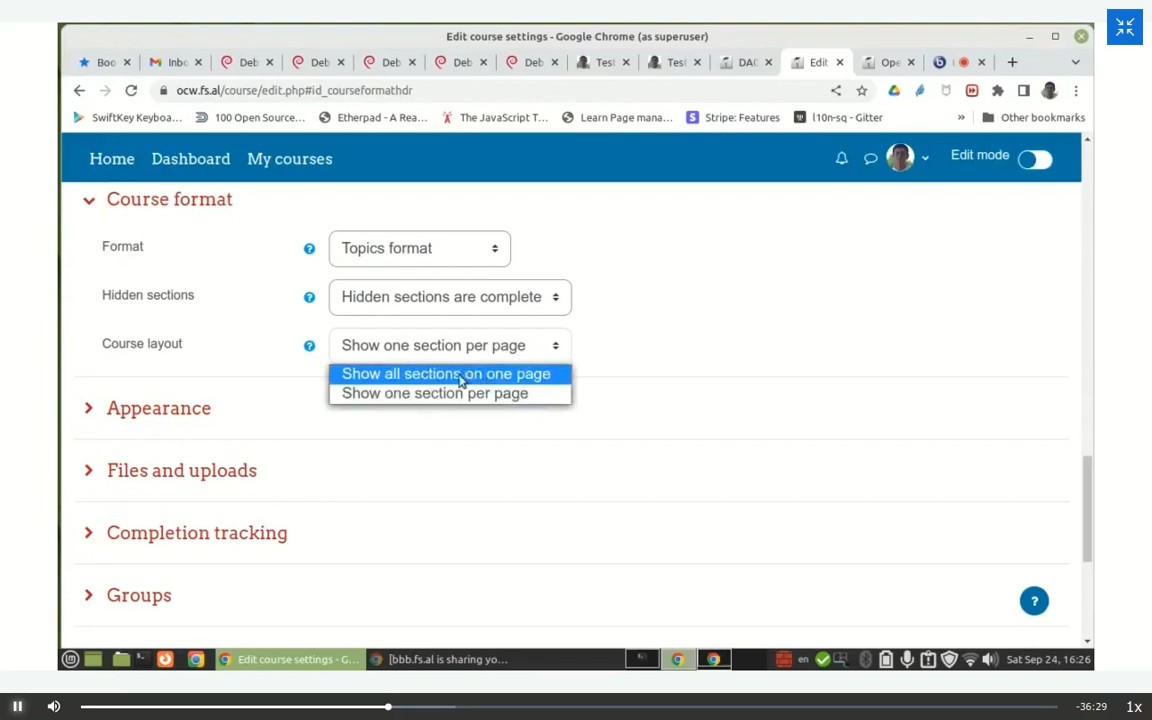 Edit course settings - Google Chrome (as superuser)
Boo Inbo Deb Deb Deb Deb Deb Test Test DAC Edit Ope
ocw.fs.al/course/edit.php#id_courseformathdr
SwiftKey Keyboa... 100 Open Source... Etherpad - A Rea... The JavaScript T... Learn Page mana... Stripe: Features l10n-sq - Gitter » Other bookmarks
Home Dashboard My courses Edit mode
Course format
Format ? Topics format
Hidden sections ? Hidden sections are complete
Course layout ? Show one section per page
Show all sections on one page
Show one section per page
Appearance
Files and uploads
Completion tracking
Groups
?
Edit course settings - G... [bbb.fs.al is sharing yo... en Sat Sep 24, 16:26
-36:29 1x